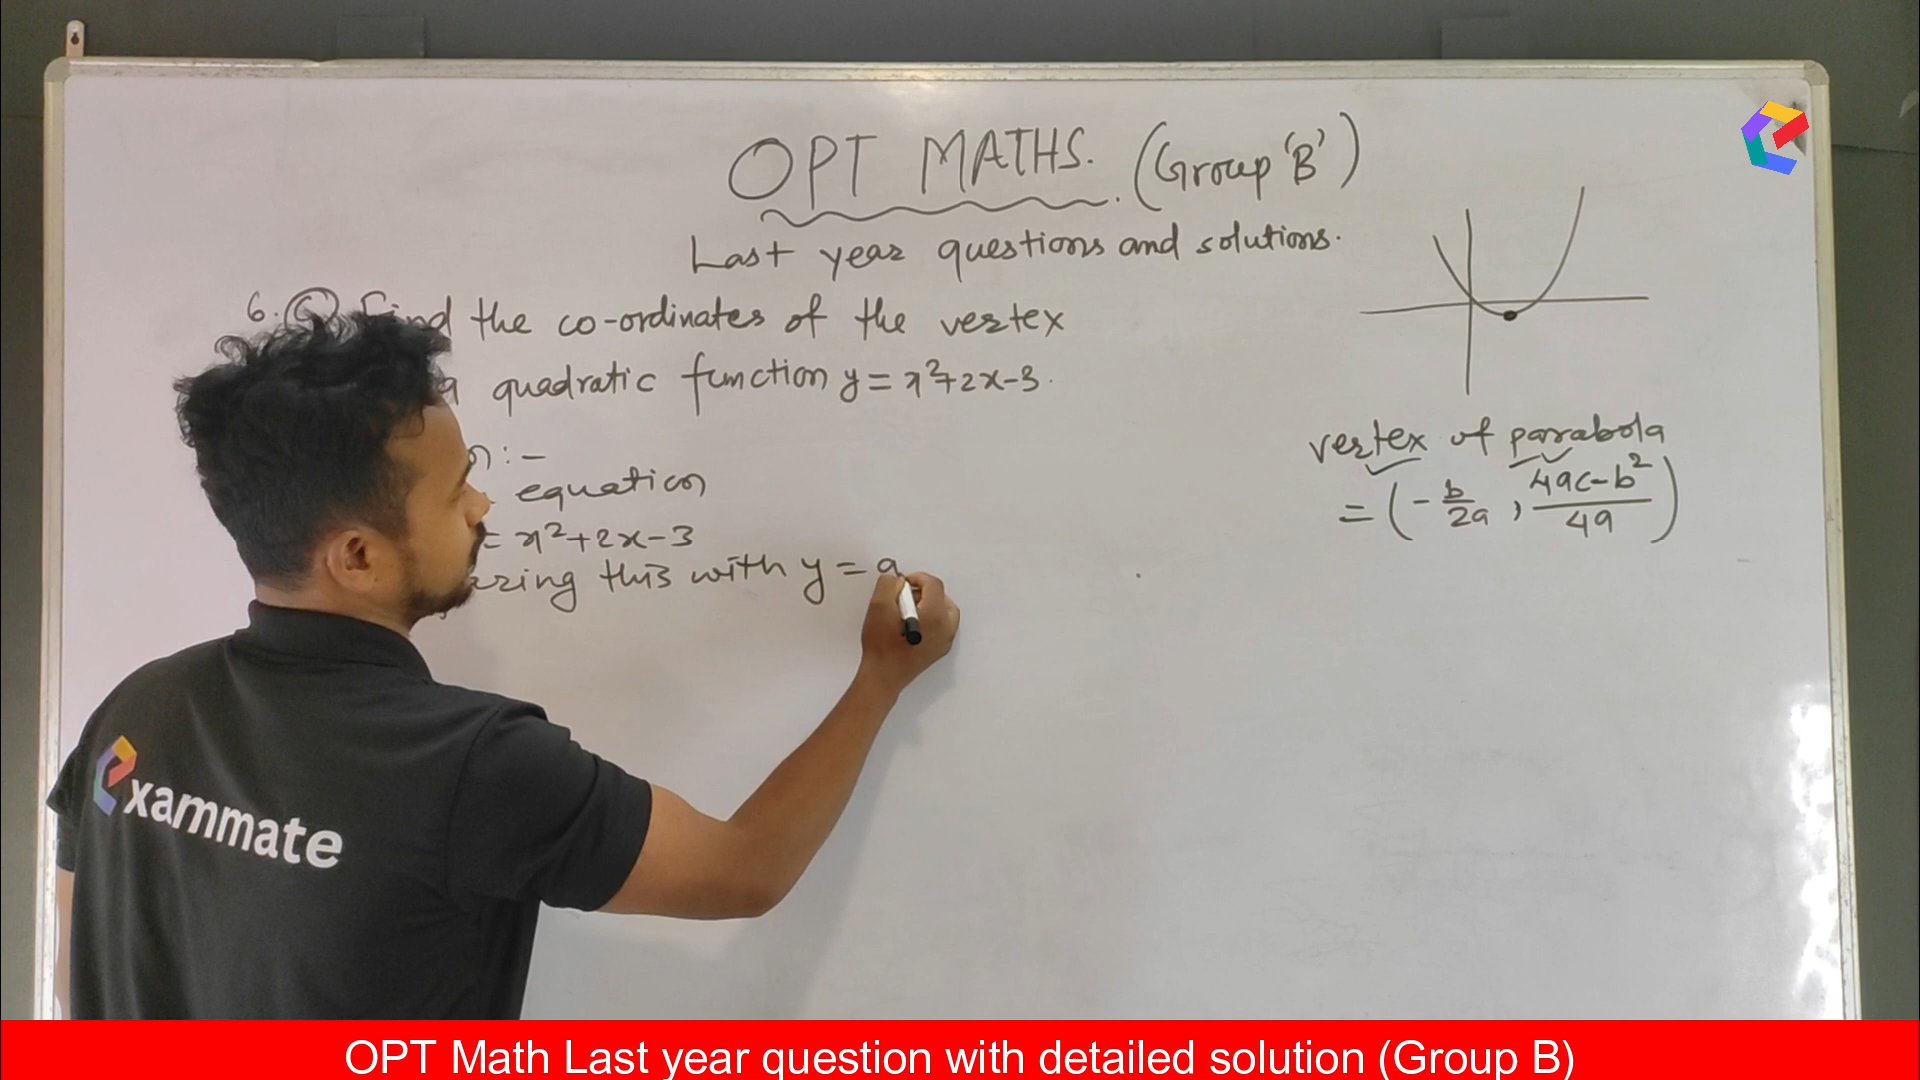 OPT MATHS. (Group 'B')
Last year questions and solutions.
6. (c) Find the co-ordinates of the vertex
quadratic function y = x²+2x-3.
:-
equation
= x²+2x-3
this with y = a
vertex of parabola
= (-b/2a, 4ac-b²/4a)
exammate
OPT Math Last year question with detailed solution (Group B)